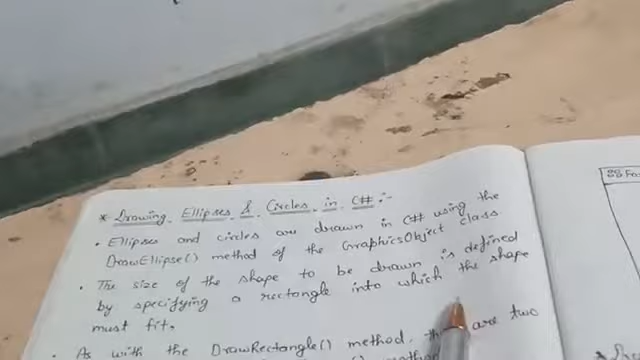 * Drawing Ellipses & Circles in C# :-
• Ellipses and circles are drawn in C# using the
DrawEllipse() method of the GraphicsObject class
• The size of the shape to be drawn is defined
by specifying a rectangle into which the shape
must fit.
• As with the DrawRectangle() method, are two
method